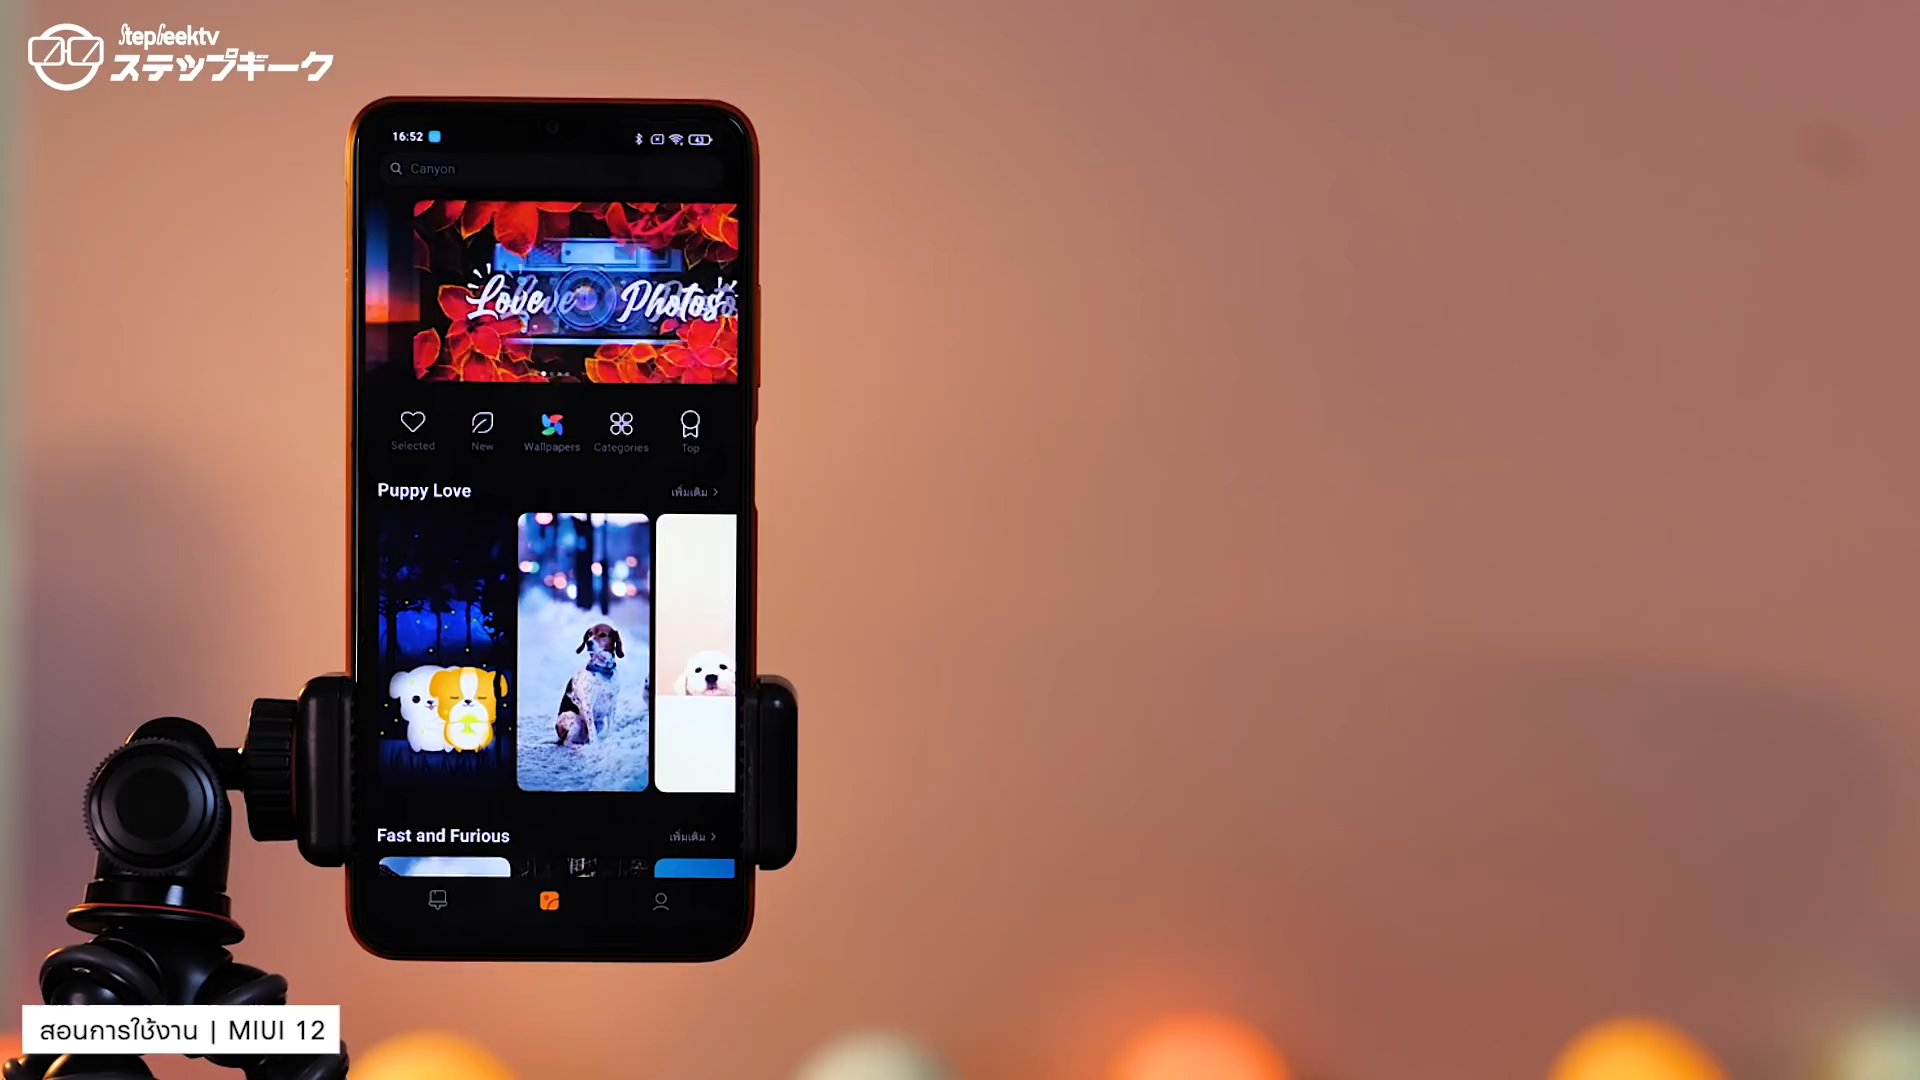 StepGeektv
ステップギーク
16:52
43
Canyon
Love Photos
Selected
New
Wallpapers
Categories
Top
Puppy Love
เพิ่มเติม
Fast and Furious
เพิ่มเติม
สอนการใช้งาน | MIUI 12